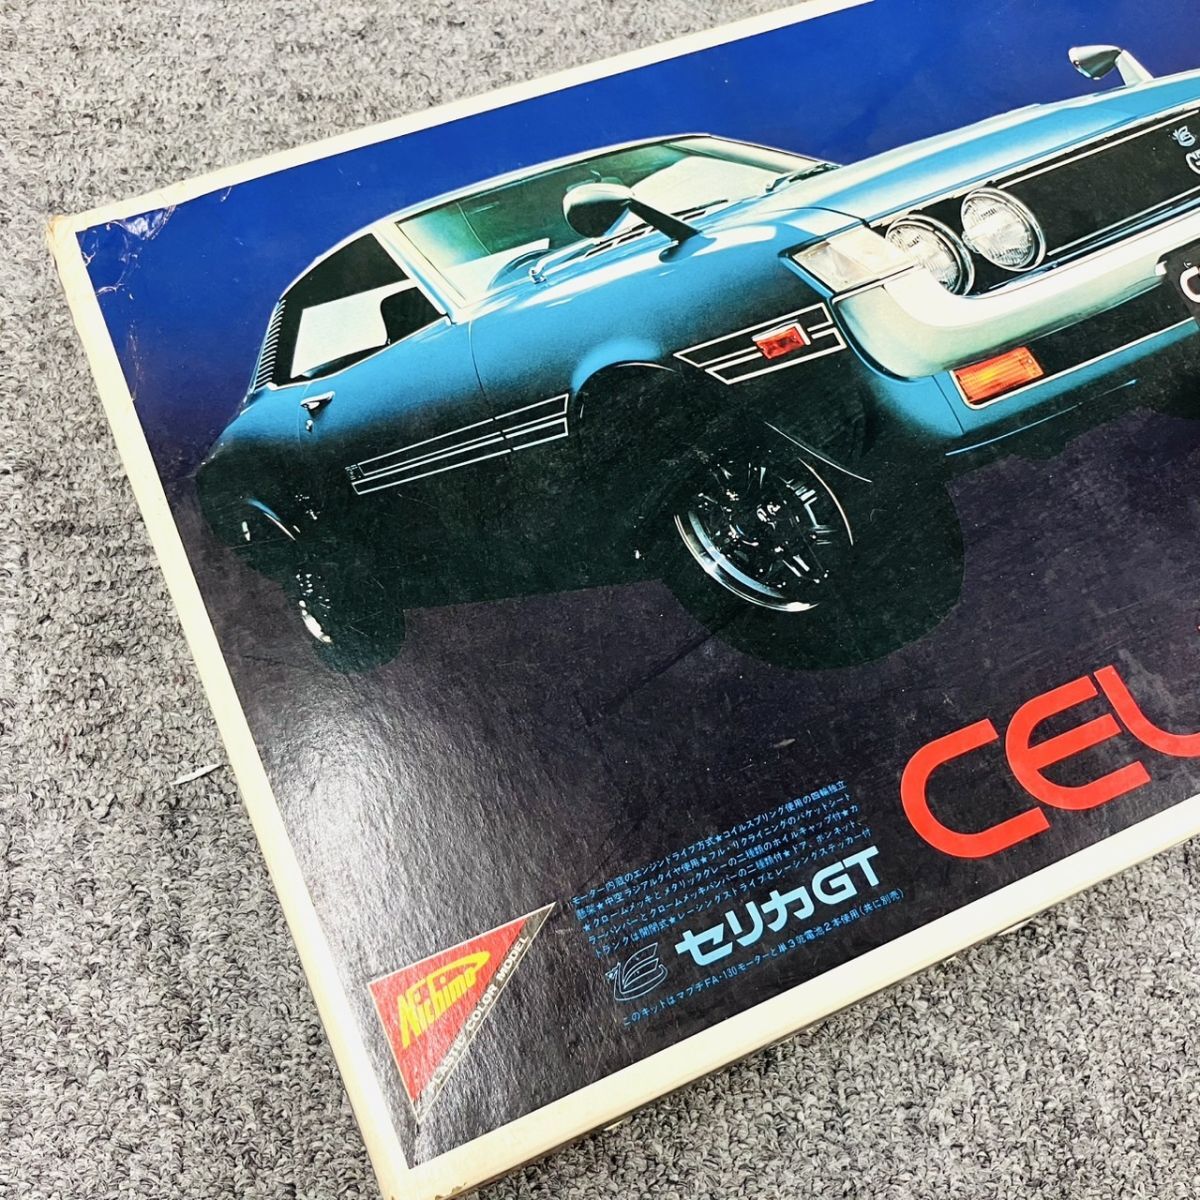 CEL
モーター内蔵のエンジンドライブ方式★コイルスプリング使用の四輪独立
懸架★中空ラジアルタイヤ使用★フル・リクライニングのバケットシート
★クロームメッキとメタリックグレーの二種類のホイルキャップ付★カ
ラーバンパーとクロームメッキバンパーの二種類付★ドア、ボンネット、
トランクは開閉式★レーシングストライプとレーシングステッカー付
セリカGT
このキットはマブチFA-130モーターと単3乾電池2本使用(共に別売)
Nichimo
PLASTIC COLOR MODEL